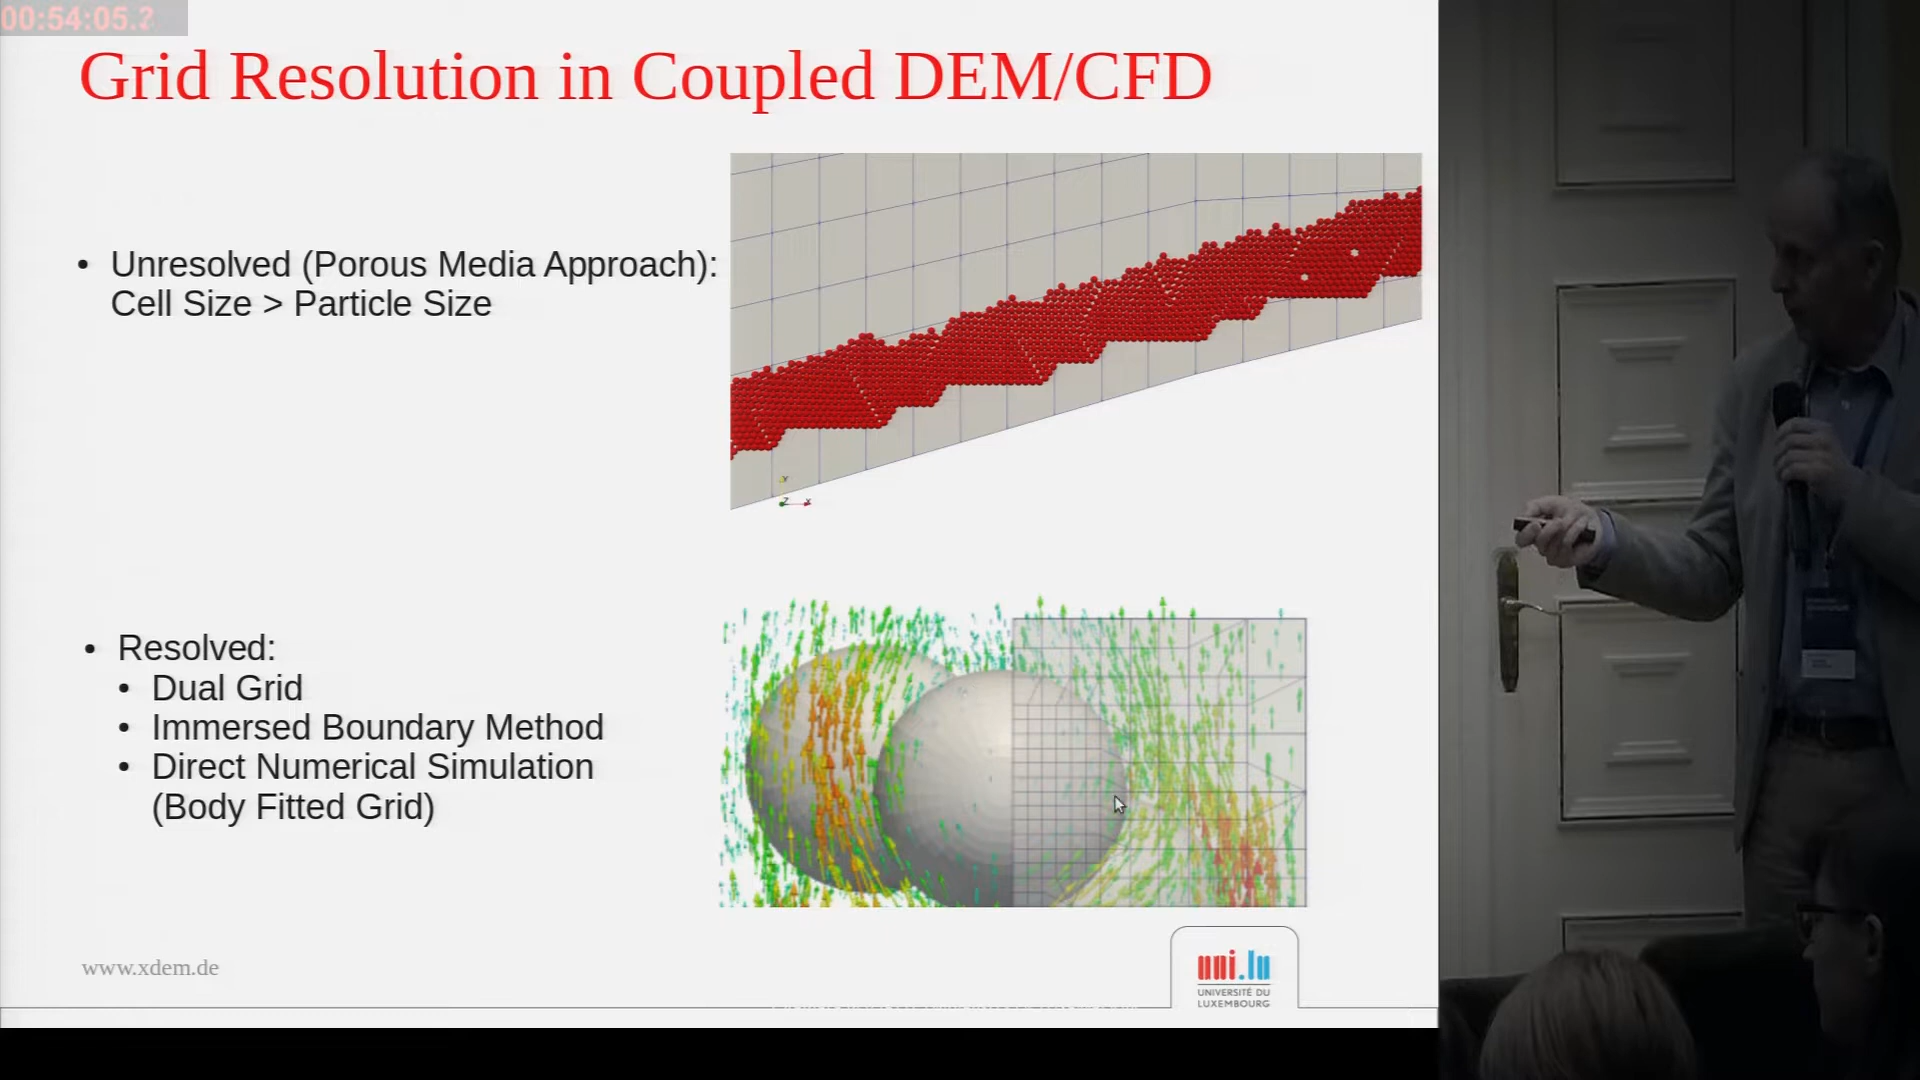 00:54:05.?
Grid Resolution in Coupled DEM/CFD
• Unresolved (Porous Media Approach):
Cell Size > Particle Size
Y
Z X
• Resolved:
• Dual Grid
• Immersed Boundary Method
• Direct Numerical Simulation
(Body Fitted Grid)
www.xdem.de
uni.lu
UNIVERSITÉ DU
LUXEMBOURG